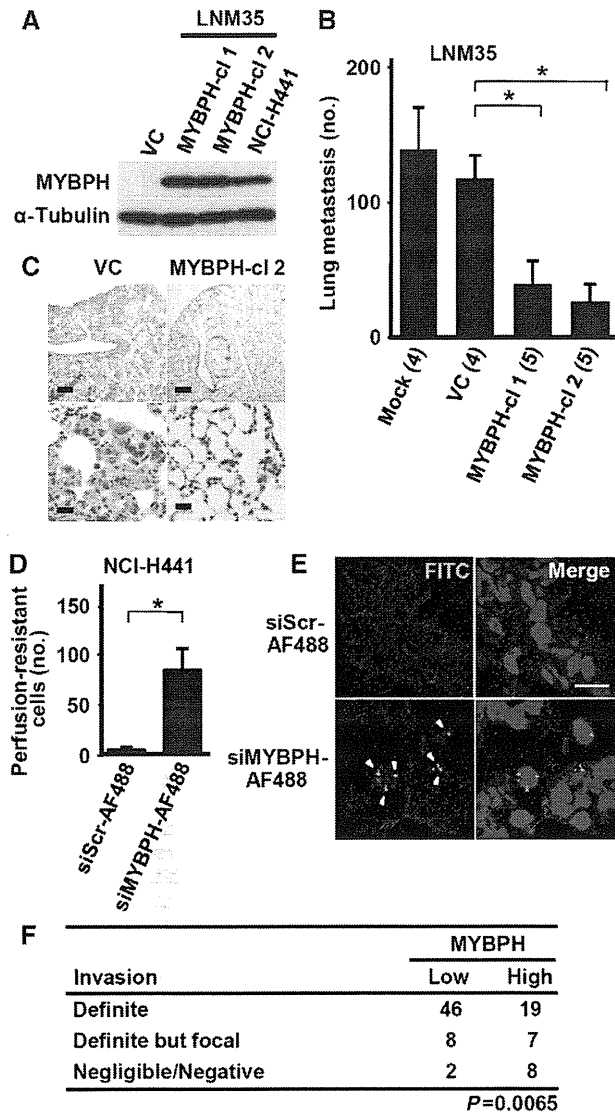 A
LNM35
VC
MYBPH-cl 1
MYBPH-cl 2
NCI-H441
MYBPH
α-Tubulin
B
LNM35
Lung metastasis (no.)
200
100
0
*
*
Mock (4)
VC (4)
MYBPH-cl 1 (5)
MYBPH-cl 2 (5)
C
VC
MYBPH-cl 2
D
NCI-H441
Perfusion-resistant
cells (no.)
150
100
50
0
*
siScr-AF488
siMYBPH-AF488
E
FITC
Merge
siScr-
AF488
siMYBPH-
AF488
F
MYBPH
Invasion Low High
Definite 46 19
Definite but focal 8 7
Negligible/Negative 2 8
P=0.0065